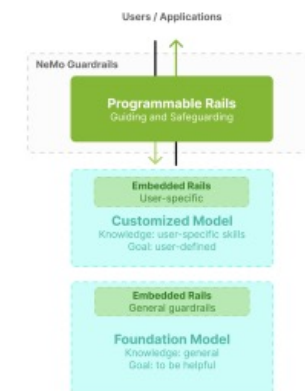 Users / Applications
NeMo Guardrails
Programmable Rails
Guiding and Safeguarding
Embedded Rails
User-specific
Customized Model
Knowledge: user-specific skills
Goal: user-defined
Embedded Rails
General guardrails
Foundation Model
Knowledge: general
Goal: to be helpful